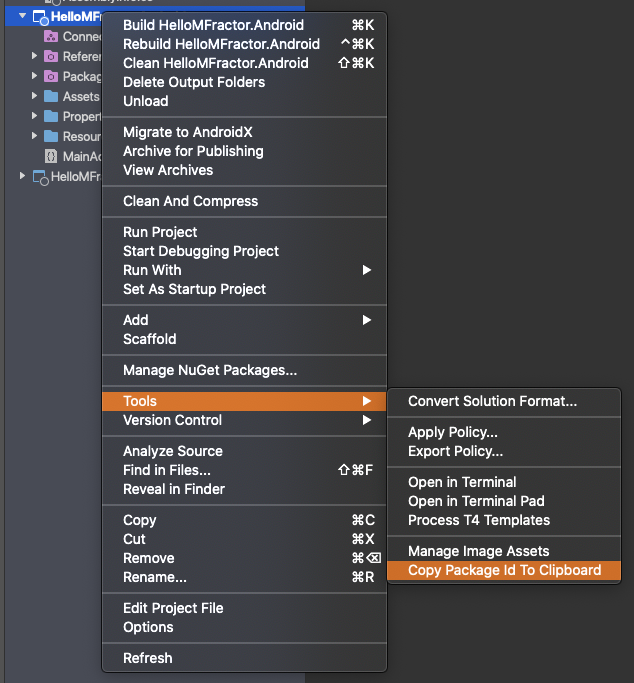 HelloMF
Build HelloMFractor.Android ⌘K
Rebuild HelloMFractor.Android ^⌘K
Clean HelloMFractor.Android ⇧⌘K
Delete Output Folders
Unload
Migrate to AndroidX
Archive for Publishing
View Archives
Clean And Compress
Run Project
Start Debugging Project
Run With
Set As Startup Project
Add
Scaffold
Manage NuGet Packages...
Tools
Version Control
Analyze Source
Find in Files... ⇧⌘F
Reveal in Finder
Copy ⌘C
Cut ⌘X
Remove ⌘⌫
Rename... ⌘R
Edit Project File
Options
Refresh
Conne
Refere
Packag
Assets
Proper
Resour
MainAc
HelloMFr
Convert Solution Format...
Apply Policy...
Export Policy...
Open in Terminal
Open in Terminal Pad
Process T4 Templates
Manage Image Assets
Copy Package Id To Clipboard